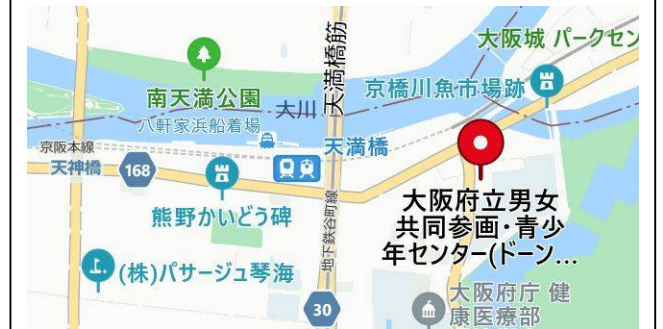 大阪城 パークセン
天満橋筋
南天満公園
大川
京橋川魚市場跡
八軒家浜船着場
京阪本線
天満橋
天神橋
168
大阪府立男女
共同参画・青少
年センター(ドーン...
熊野かいどう碑
地下鉄谷町線
(株)パサージュ琴海
30
大阪府庁 健
康医療部